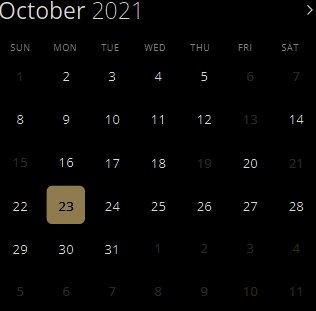 October 2021
SUN MON TUE WED THU FRI SAT
1 2 3 4 5 6 7
8 9 10 11 12 13 14
15 16 17 18 19 20 21
22 23 24 25 26 27 28
29 30 31 1 2 3 4
5 6 7 8 9 10 11